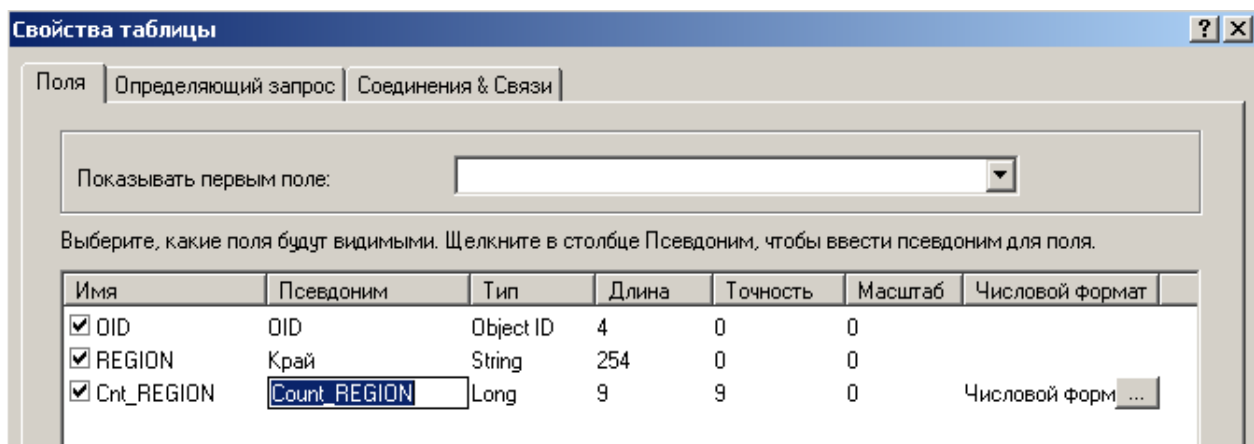 Свойства таблицы
Поля Определяющий запрос Соединения & Связи
Показывать первым поле:
Выберите, какие поля будут видимыми. Щелкните в столбце Псевдоним, чтобы ввести псевдоним для поля.
Имя Псевдоним Тип Длина Точность Масштаб Числовой формат
OID OID Object ID 4 0 0
REGION Край String 254 0 0
Cnt_REGION Count_REGION Long 9 9 0 Числовой форм ...